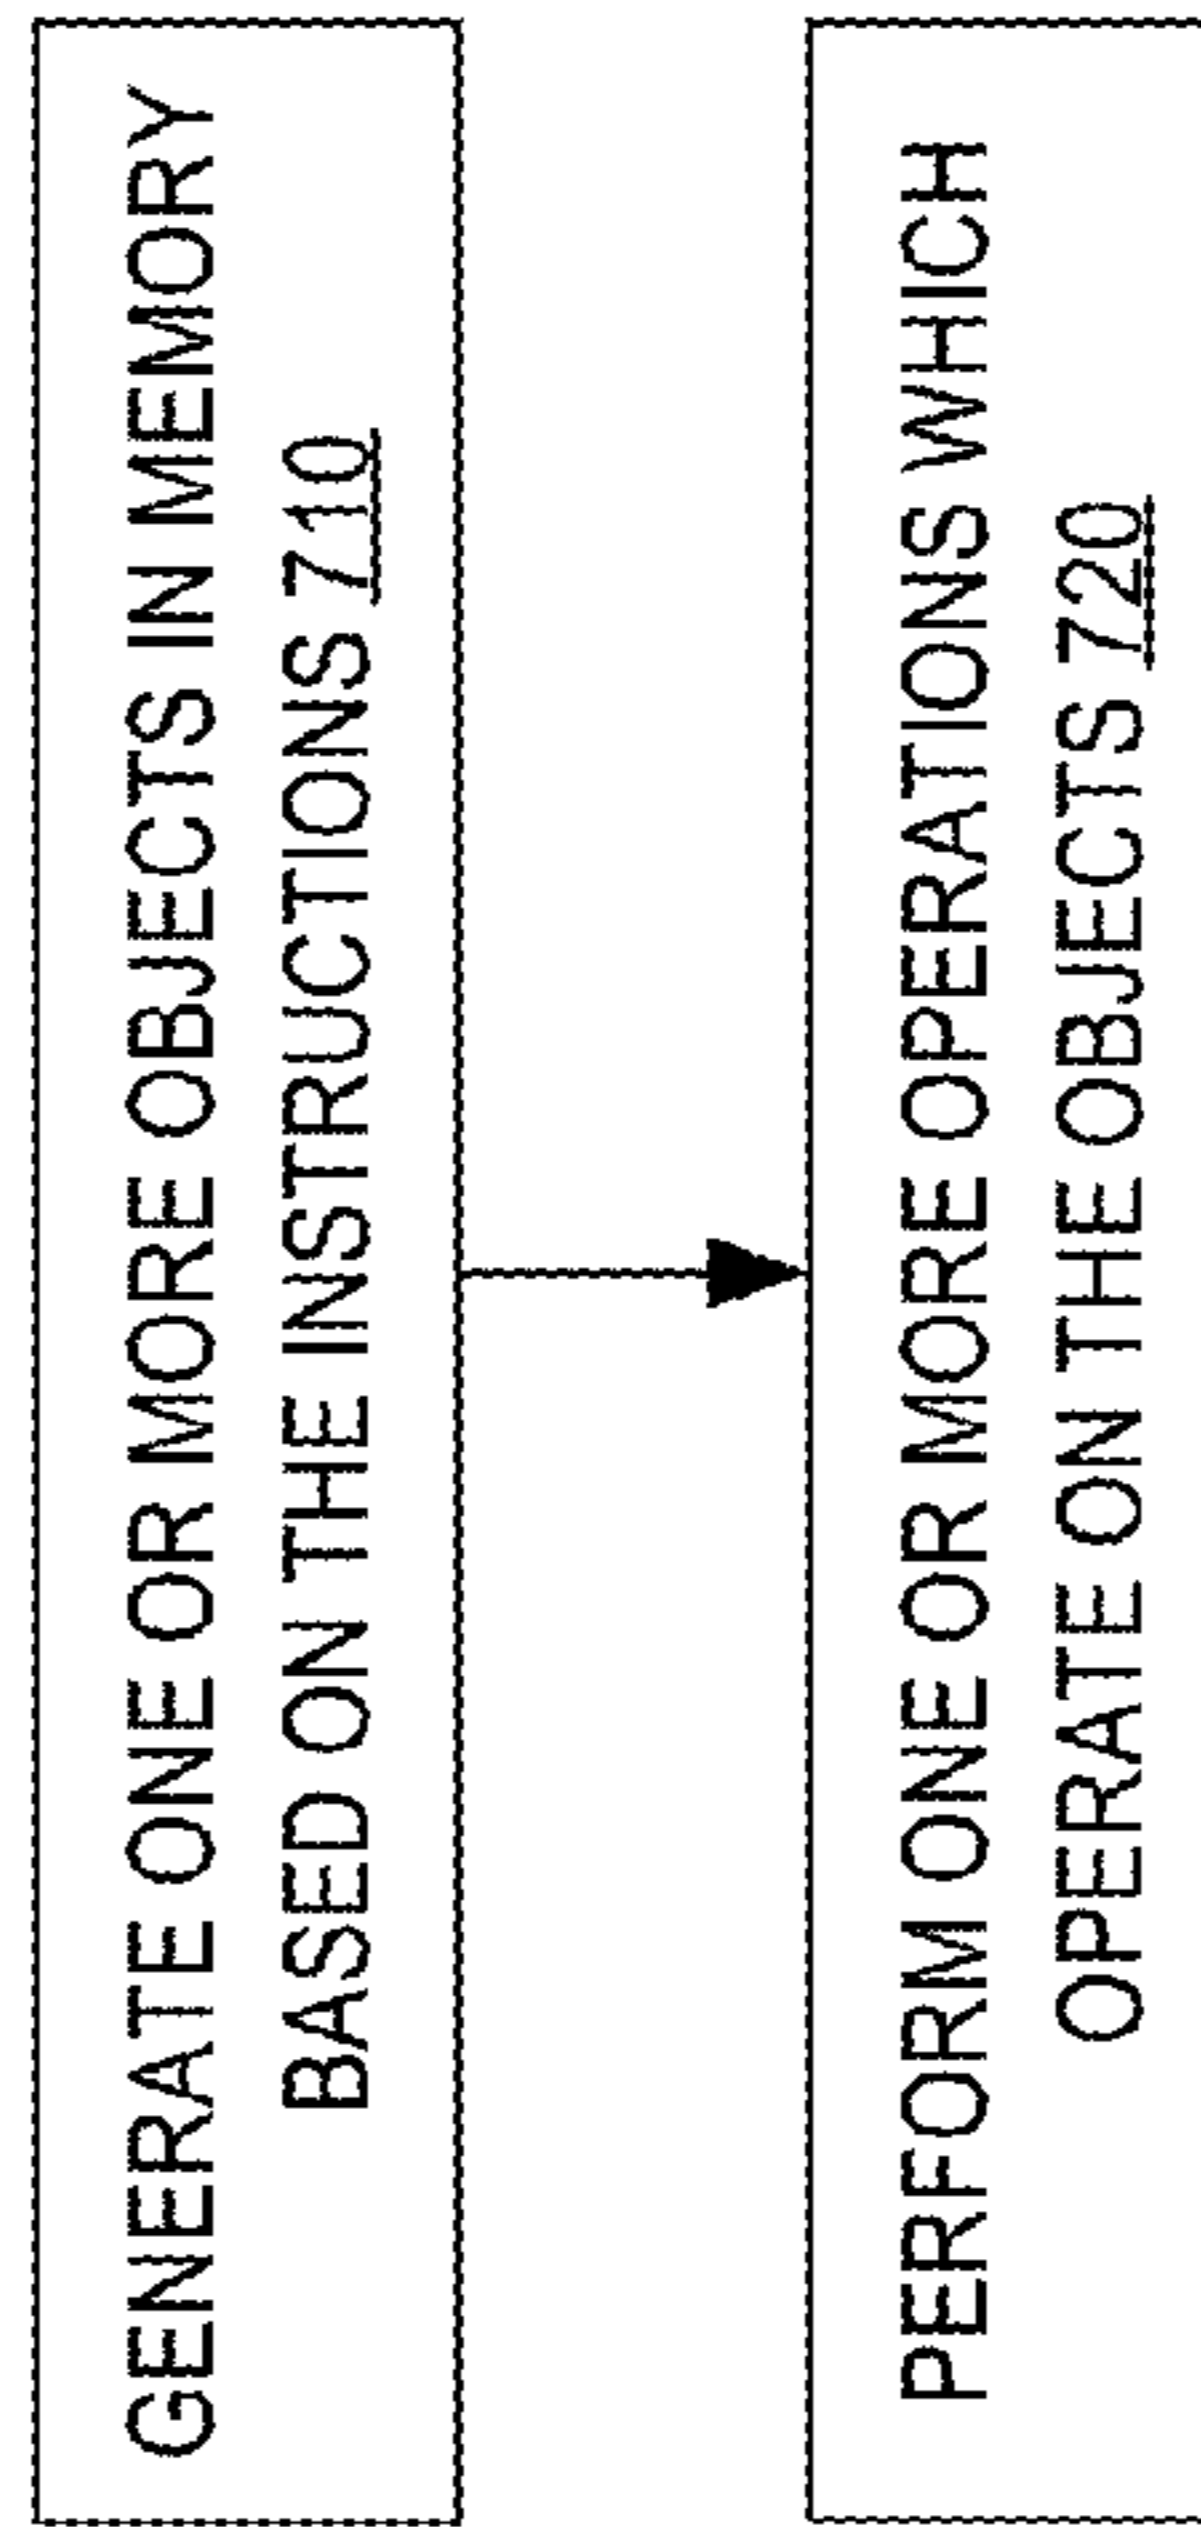 GENERATE ONE OR MORE OBJECTS IN MEMORY
BASED ON THE INSTRUCTIONS 710
PERFORM ONE OR MORE OPERATIONS WHICH
OPERATE ON THE OBJECTS 720